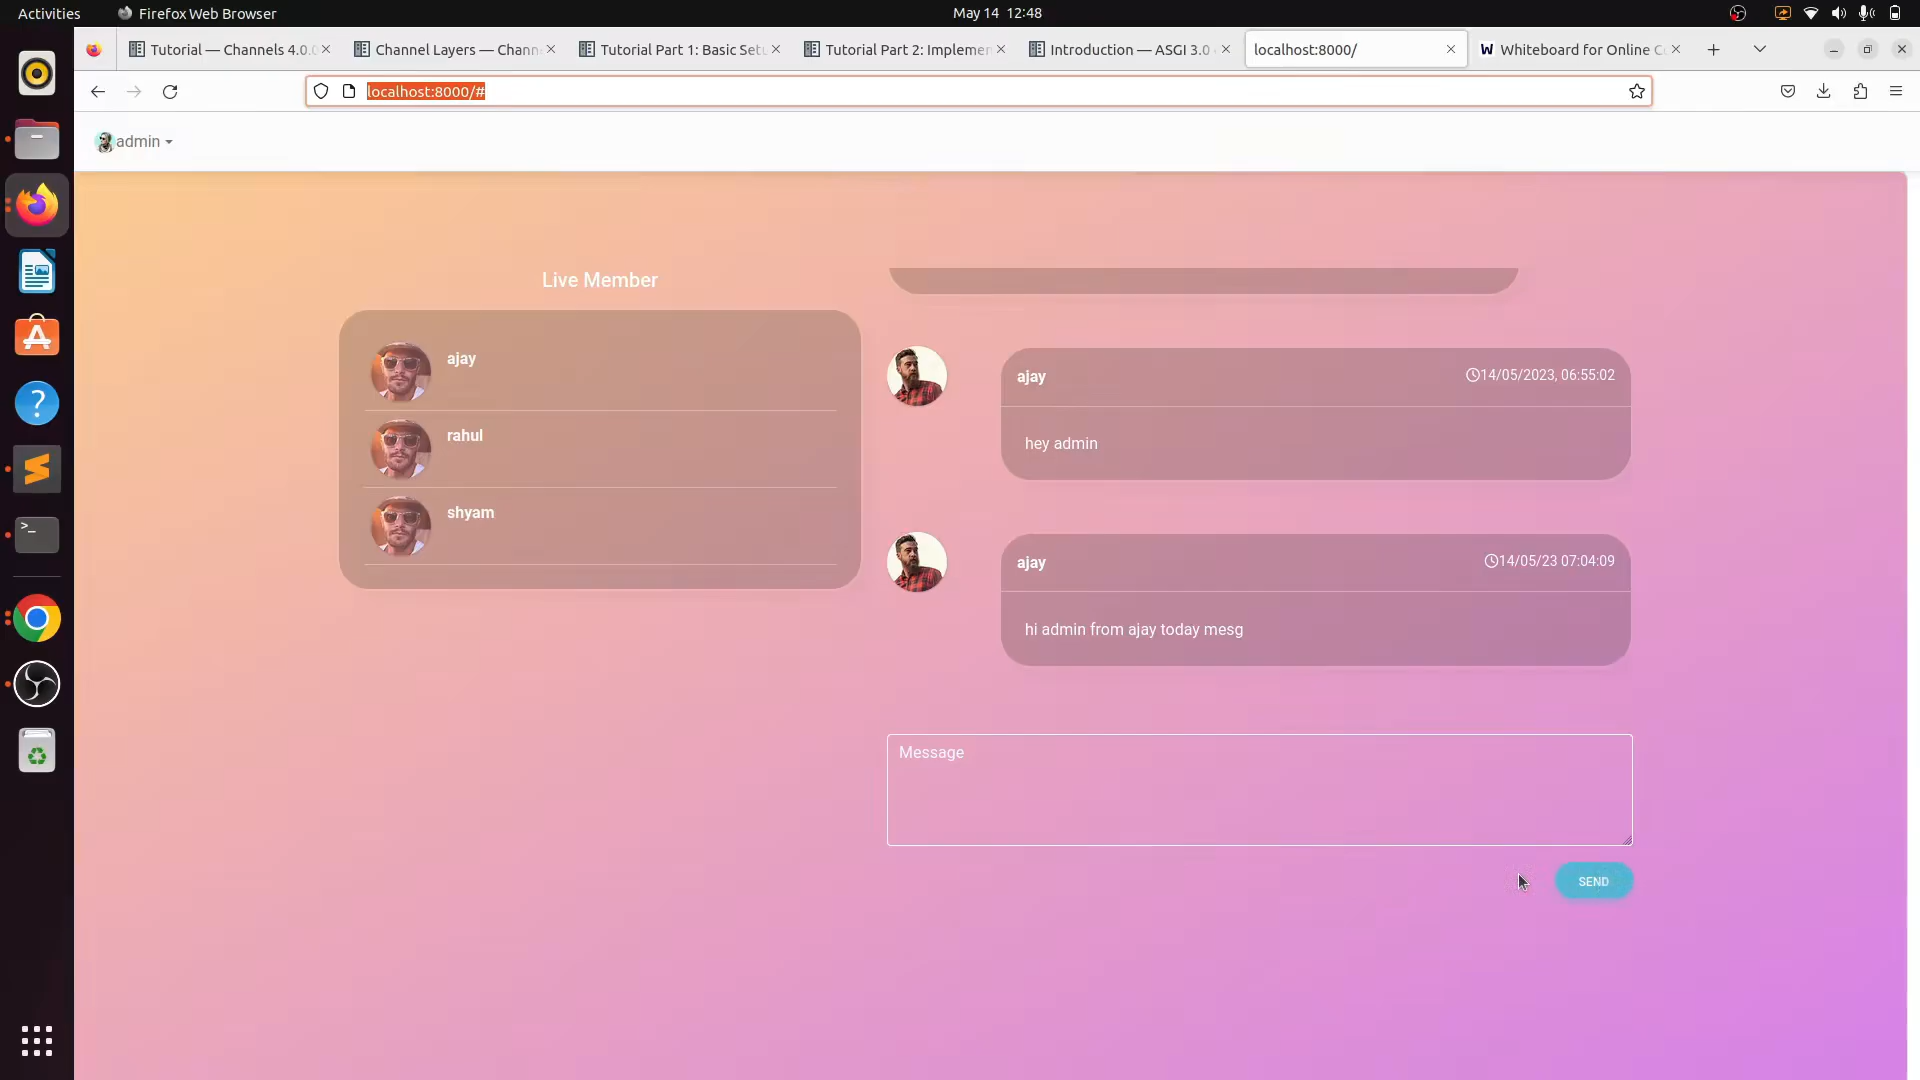 Activities
Firefox Web Browser
May 14 12:48
Tutorial — Channels 4.0.0
Channel Layers — Chann
Tutorial Part 1: Basic Setu
Tutorial Part 2: Implemen
Introduction — ASGI 3.0
localhost:8000/
W Whiteboard for Online C
localhost:8000/#
admin
Live Member
ajay
rahul
shyam
ajay
14/05/2023, 06:55:02
hey admin
ajay
14/05/23 07:04:09
hi admin from ajay today mesg
Message
SEND